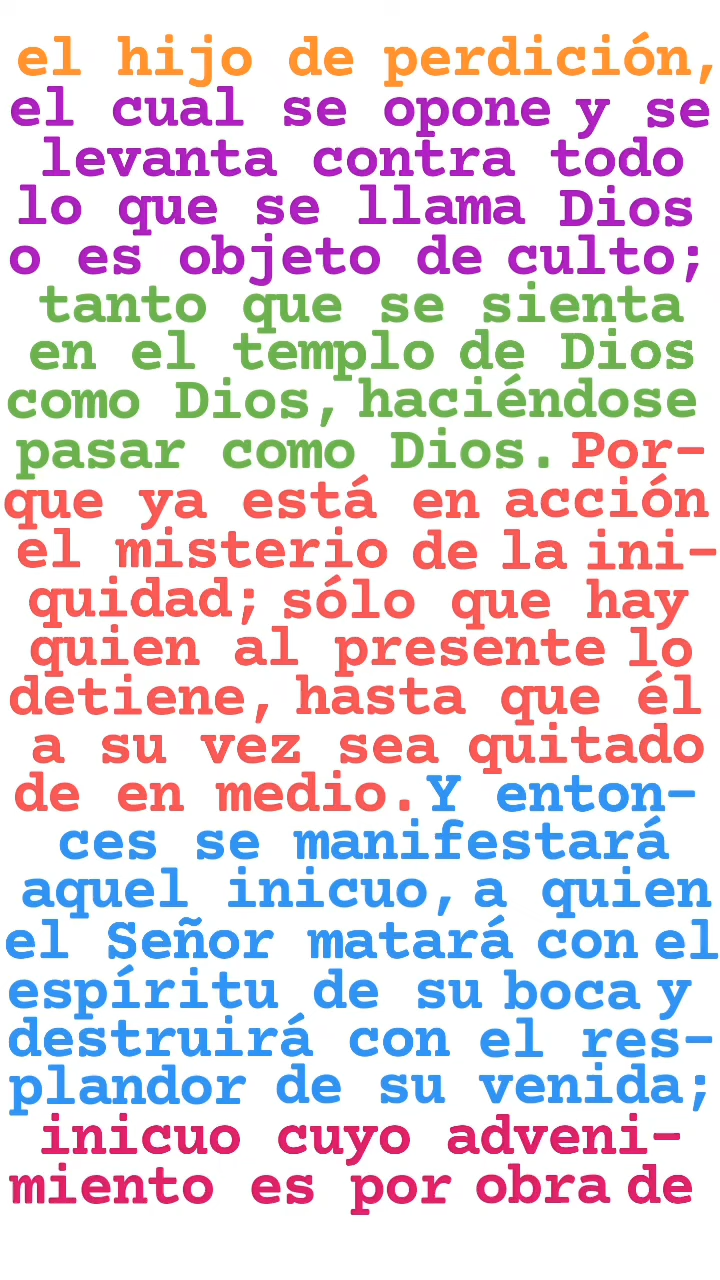 el hijo de perdición,
el cual se opone y se
levanta contra todo
lo que se llama Dios
o es objeto de culto;
tanto que se sienta
en el templo de Dios
como Dios, haciéndose
pasar como Dios. Por-
que ya está en acción
el misterio de la ini-
quidad; sólo que hay
quien al presente lo
detiene, hasta que él
a su vez sea quitado
de en medio. Y enton-
ces se manifestará
aquel inicuo, a quien
el Señor matará con el
espíritu de su boca y
destruirá con el res-
plandor de su venida;
inicuo cuyo adveni-
miento es por obra de